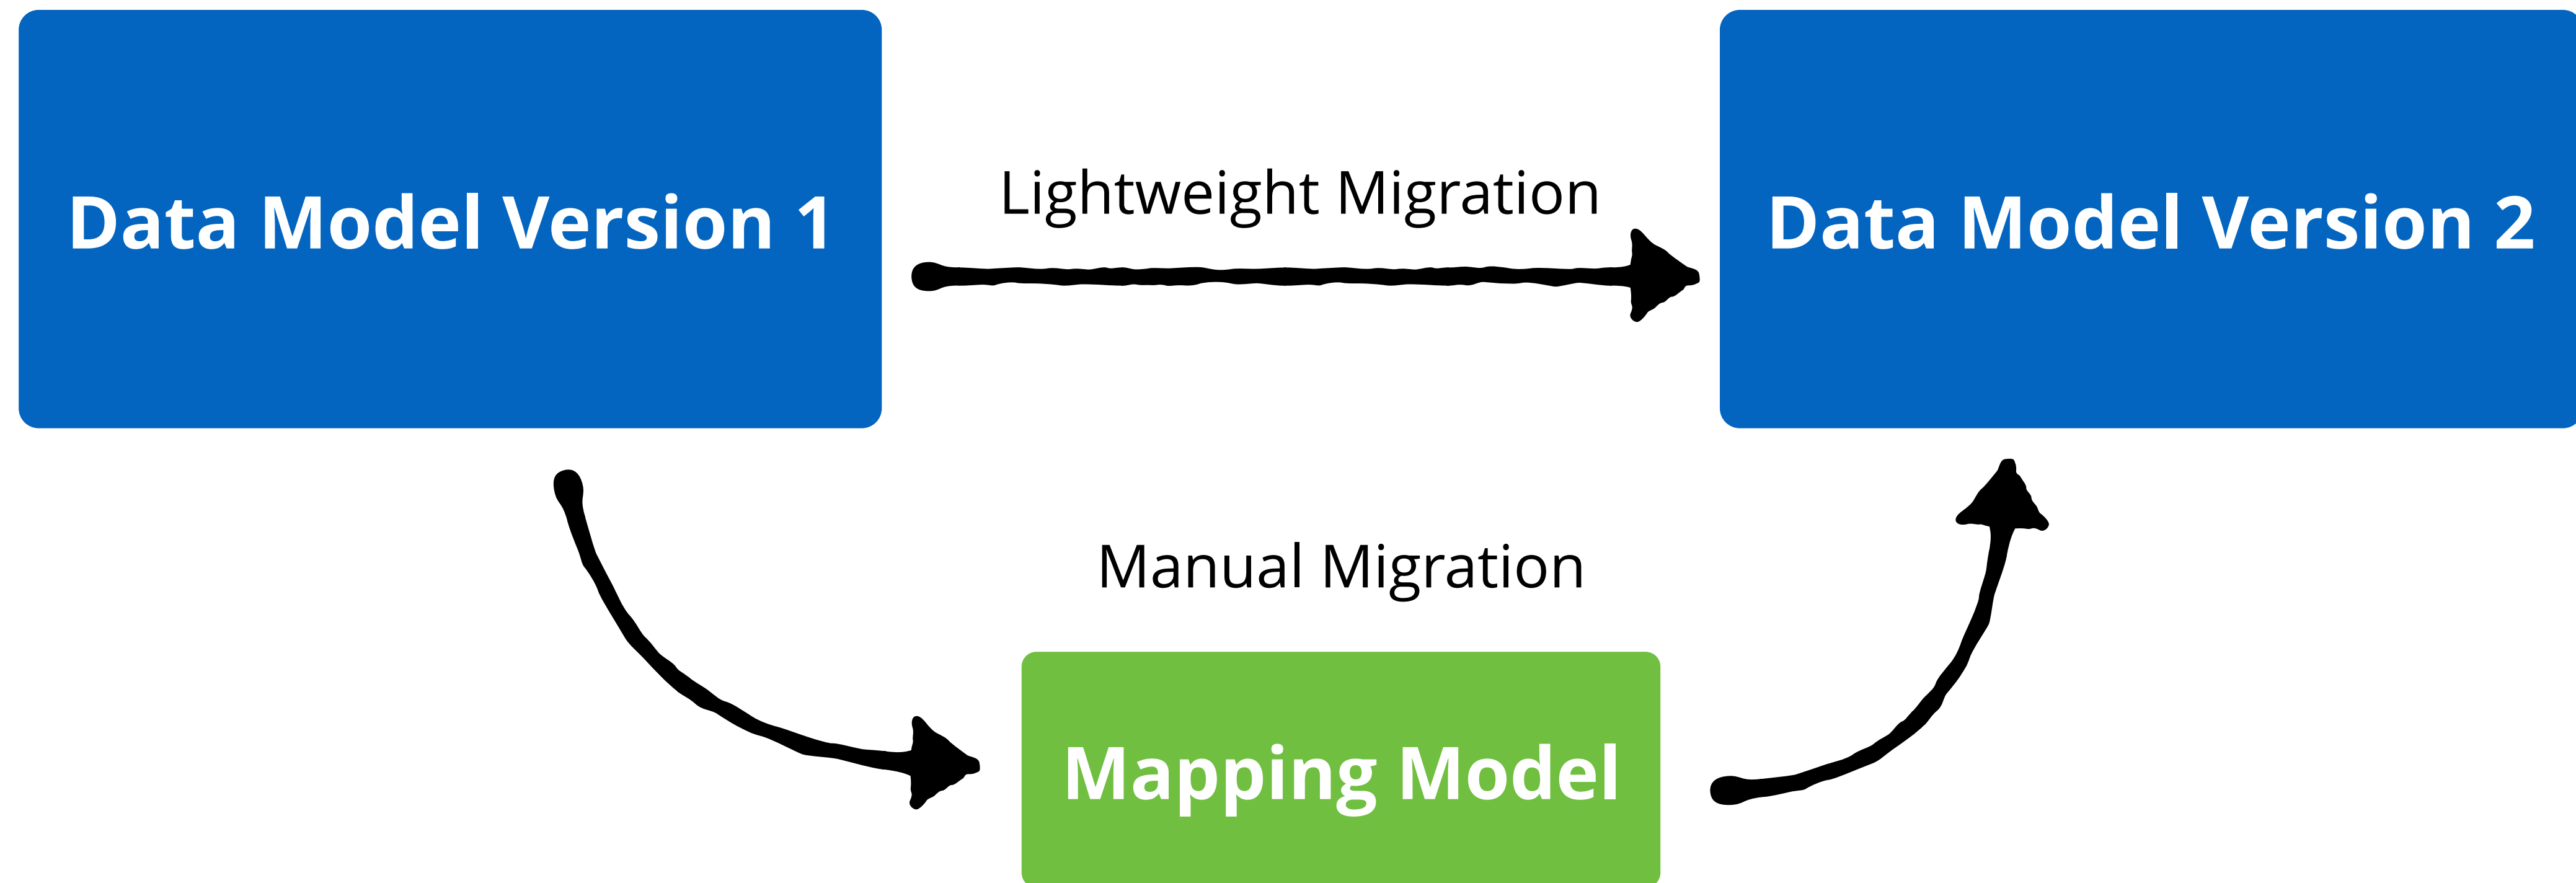 Data Model Version 1
Lightweight Migration
Data Model Version 2
Manual Migration
Mapping Model